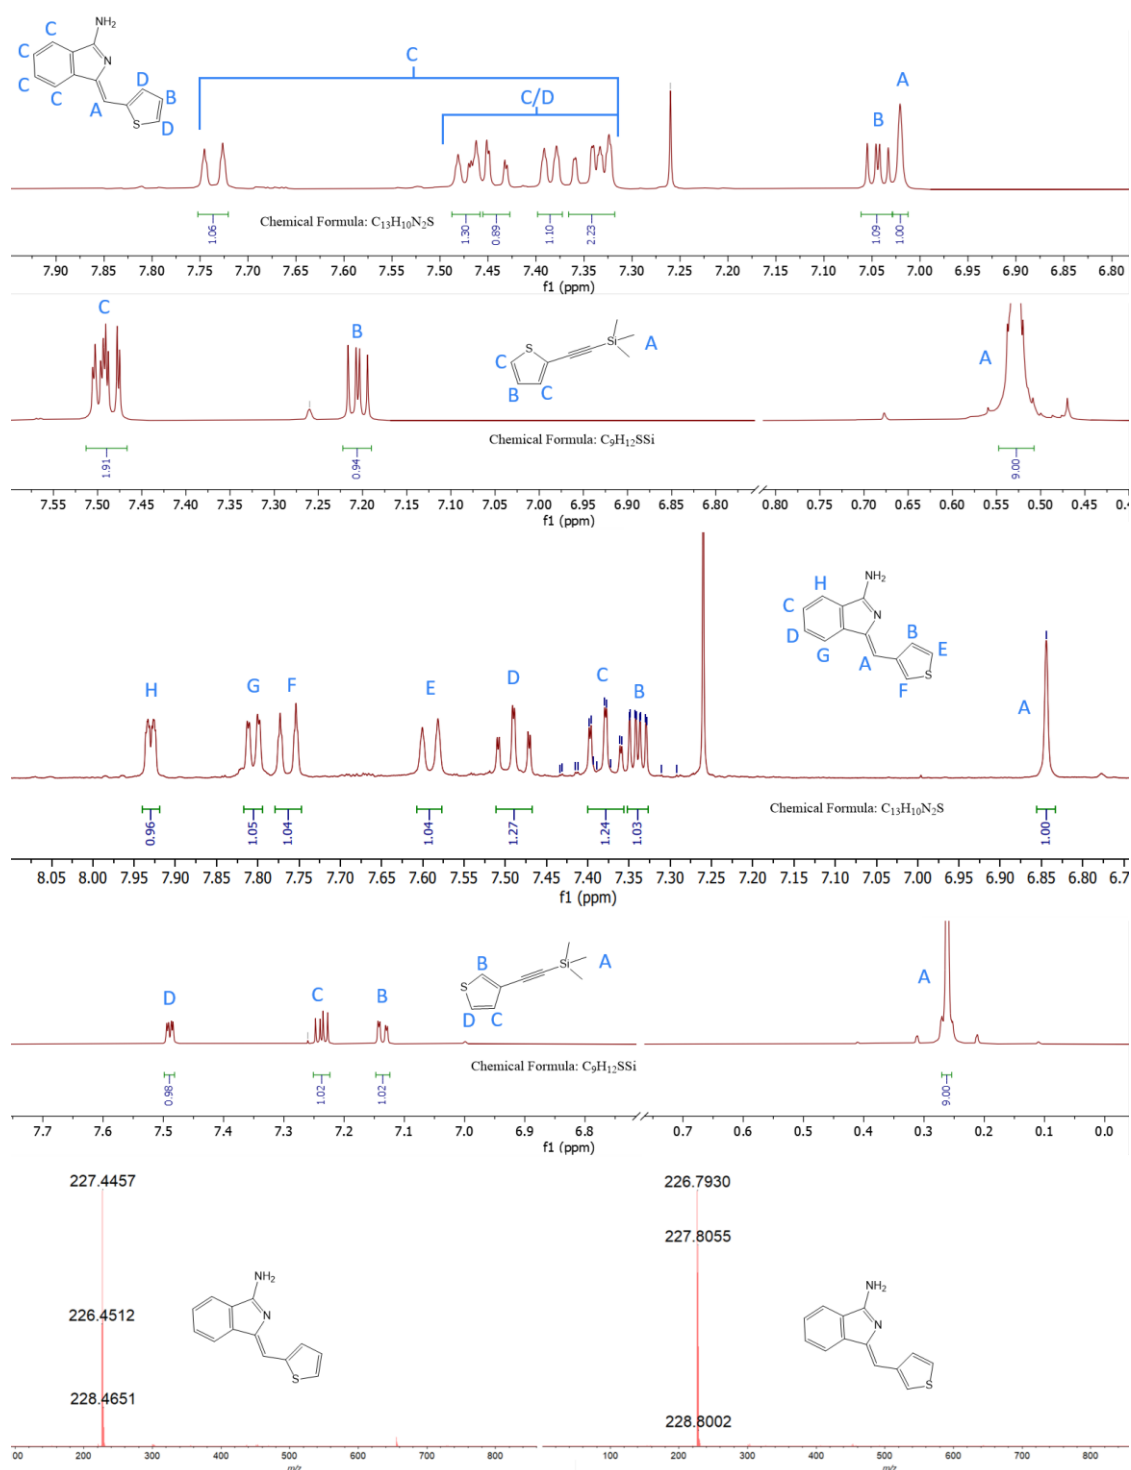 NH₂
N
S
C
C
C
C
D
B
D
A
C
C/D
B
A
Chemical Formula: C₁₃H₁₀N₂S
1.06
1.30
0.89
1.10
2.23
1.09
1.00
7.90 7.85 7.80 7.75 7.70 7.65 7.60 7.55 7.50 7.45 7.40 7.35 7.30 7.25 7.20 7.15 7.10 7.05 7.00 6.95 6.90 6.85 6.80
f1 (ppm)
C
B
S
Si
A
C
B
C
A
Chemical Formula: C₉H₁₂SSi
1.91
0.94
9.00
7.55 7.50 7.45 7.40 7.35 7.30 7.25 7.20 7.15 7.10 7.05 7.00 6.95 6.90 6.85 6.80 0.80 0.75 0.70 0.65 0.60 0.55 0.50 0.45
f1 (ppm)
NH₂
N
S
H
C
D
G
A
B
E
F
H
G
F
E
D
C
B
A
Chemical Formula: C₁₃H₁₀N₂S
0.96
1.05
1.04
1.04
1.27
1.24
1.03
1.00
8.05 8.00 7.95 7.90 7.85 7.80 7.75 7.70 7.65 7.60 7.55 7.50 7.45 7.40 7.35 7.30 7.25 7.20 7.15 7.10 7.05 7.00 6.95 6.90 6.85 6.80
f1 (ppm)
D
C
B
B
S
Si
A
D
C
A
Chemical Formula: C₉H₁₂SSi
0.98
1.02
1.02
9.00
7.7 7.6 7.5 7.4 7.3 7.2 7.1 7.0 6.9 6.8 0.7 0.6 0.5 0.4 0.3 0.2 0.1 0.0
f1 (ppm)
227.4457
226.4512
228.4651
NH₂
N
S
200 400 600 800
m/z
226.7930
227.8055
228.8002
NH₂
N
S
100 200 300 400 500 600 700 800
m/z